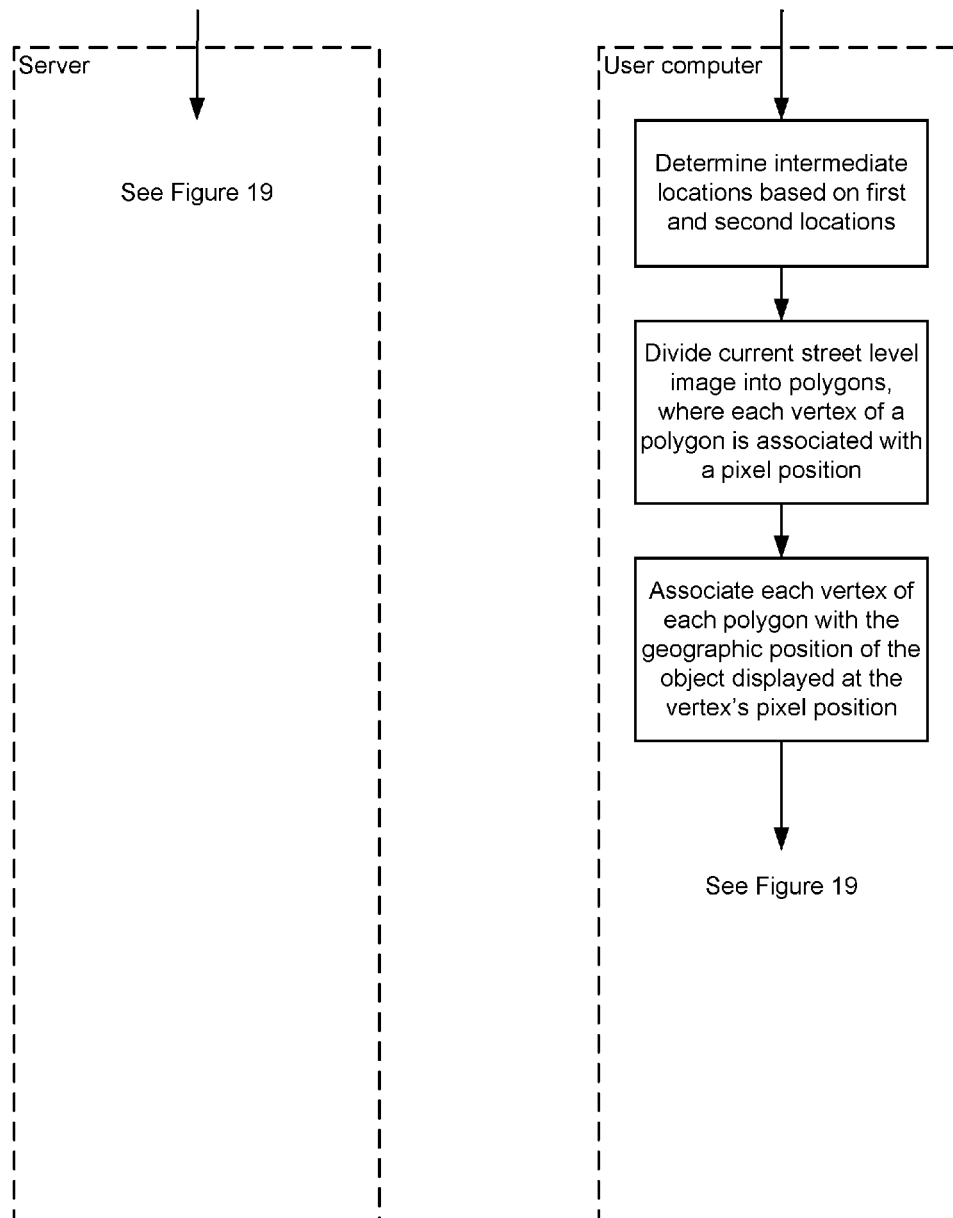 Server
See Figure 19
User computer
Determine intermediate
locations based on first
and second locations
Divide current street level
image into polygons,
where each vertex of a
polygon is associated with
a pixel position
Associate each vertex of
each polygon with the
geographic position of the
object displayed at the
vertex's pixel position
See Figure 19